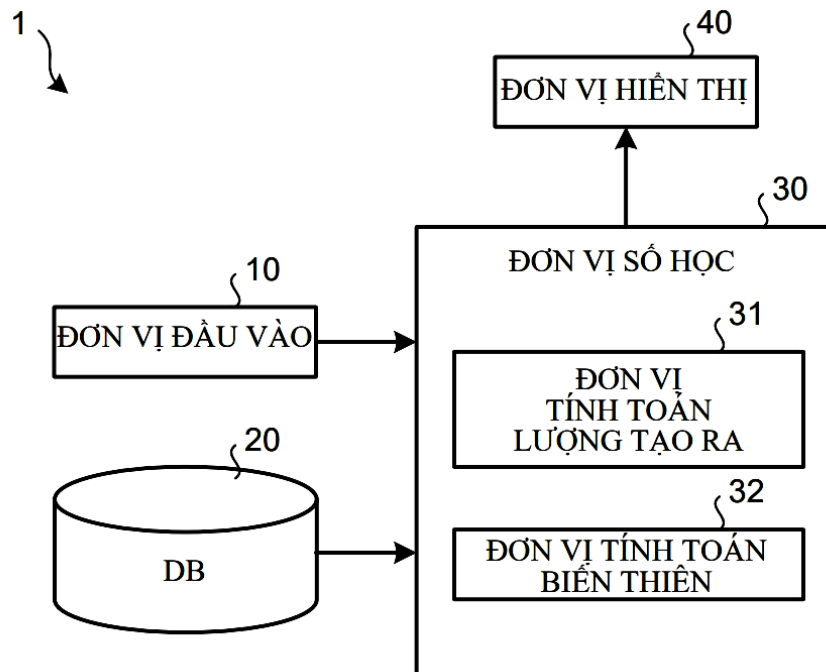 1
40
ĐƠN VỊ HIỂN THỊ
30
ĐƠN VỊ SỐ HỌC
10
ĐƠN VỊ ĐẦU VÀO
31
ĐƠN VỊ
TÍNH TOÁN
LƯỢNG TẠO RA
20
DB
32
ĐƠN VỊ TÍNH TOÁN
BIẾN THIÊN